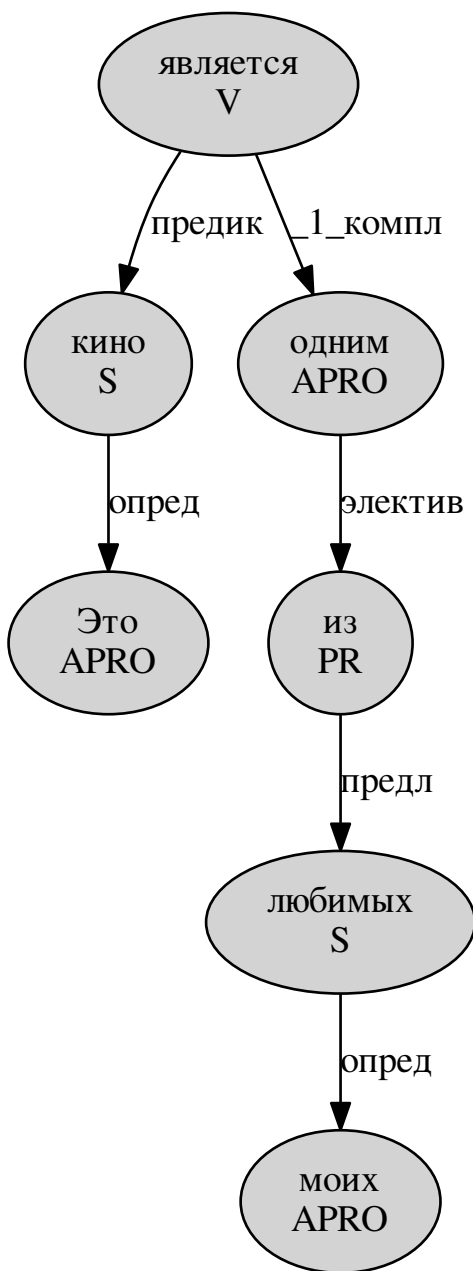 является
V
предик
_1_компл
кино
S
одним
APRO
опред
электив
Это
APRO
из
PR
предл
любимых
S
опред
моих
APRO